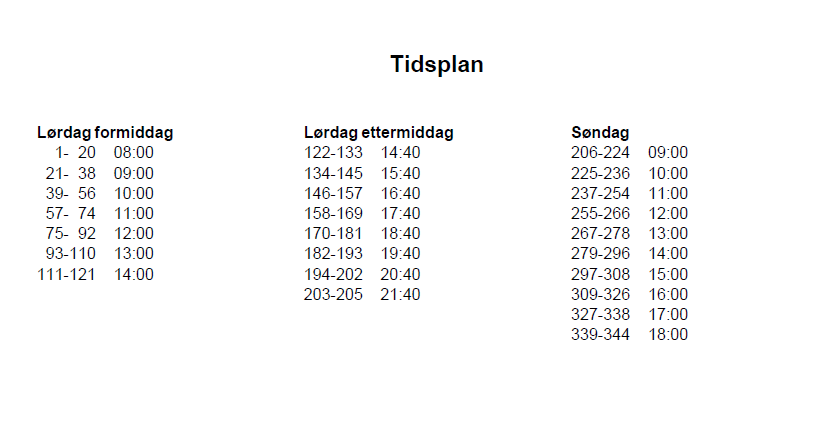 Tidsplan
Lørdag formiddag
1- 20 08:00
21- 38 09:00
39- 56 10:00
57- 74 11:00
75- 92 12:00
93-110 13:00
111-121 14:00
Lørdag ettermiddag
122-133 14:40
134-145 15:40
146-157 16:40
158-169 17:40
170-181 18:40
182-193 19:40
194-202 20:40
203-205 21:40
Søndag
206-224 09:00
225-236 10:00
237-254 11:00
255-266 12:00
267-278 13:00
279-296 14:00
297-308 15:00
309-326 16:00
327-338 17:00
339-344 18:00